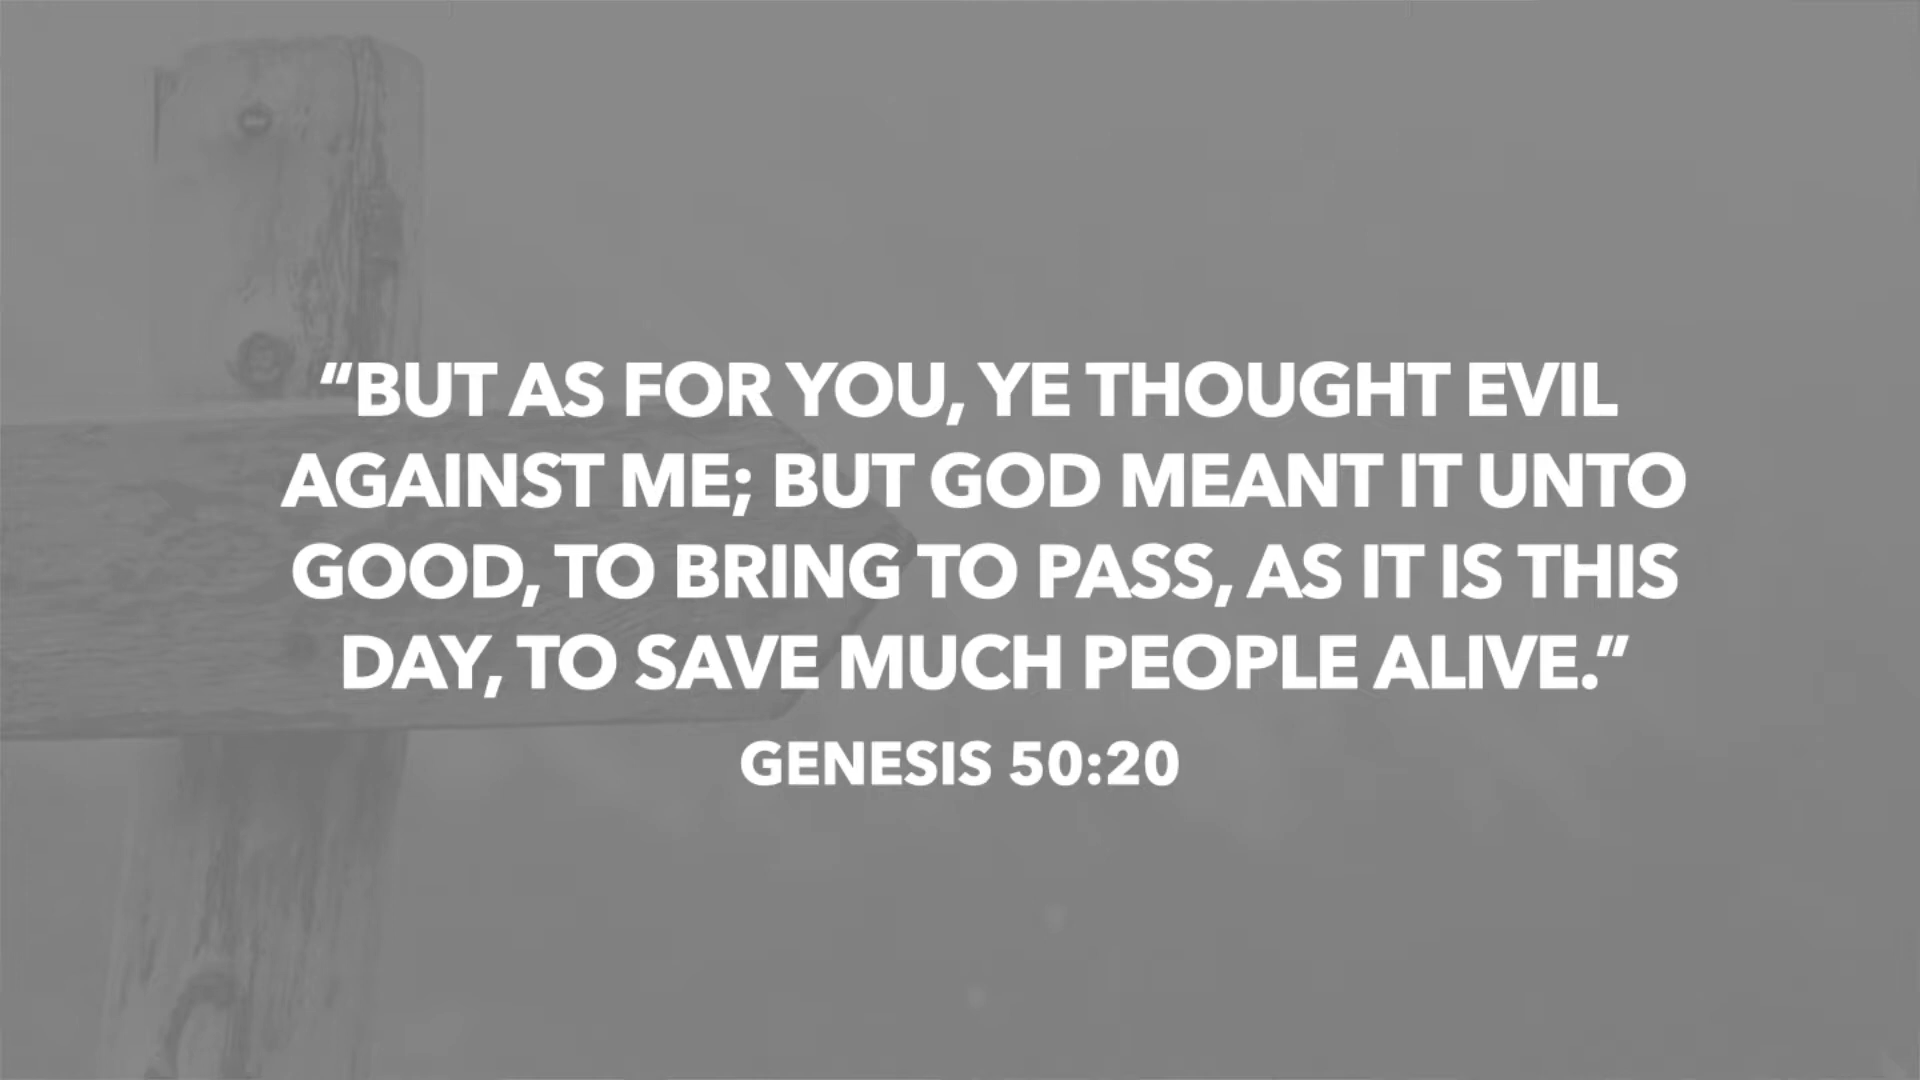 “BUT AS FOR YOU, YE THOUGHT EVIL
AGAINST ME; BUT GOD MEANT IT UNTO
GOOD, TO BRING TO PASS, AS IT IS THIS
DAY, TO SAVE MUCH PEOPLE ALIVE.”
GENESIS 50:20